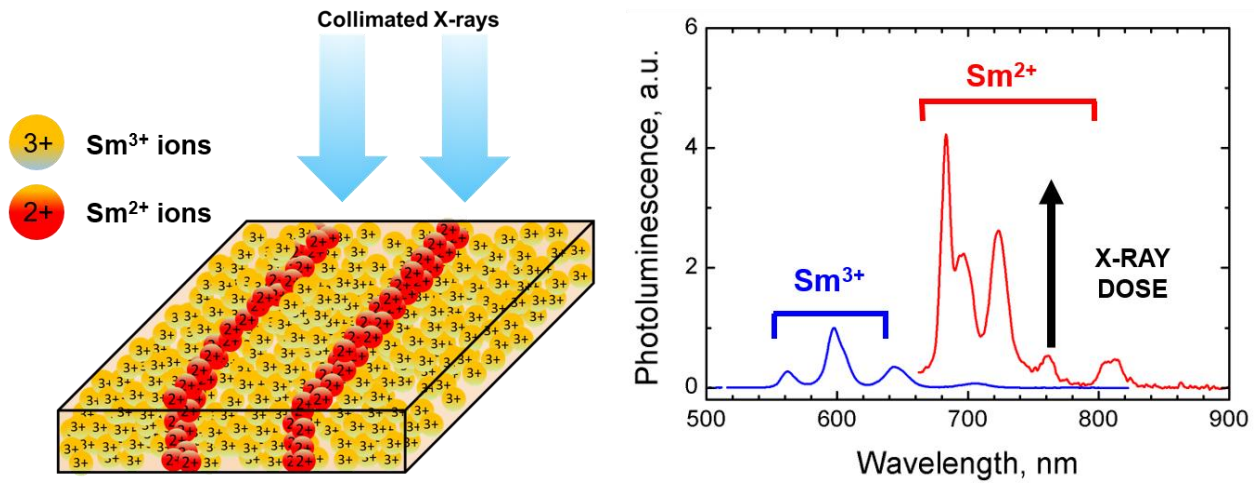 Collimated X-rays
3+ Sm³⁺ ions
2+ Sm²⁺ ions
Photoluminescence, a.u.
6
4
2
0
Sm²⁺
Sm³⁺
X-RAY
DOSE
500 600 700 800 900
Wavelength, nm